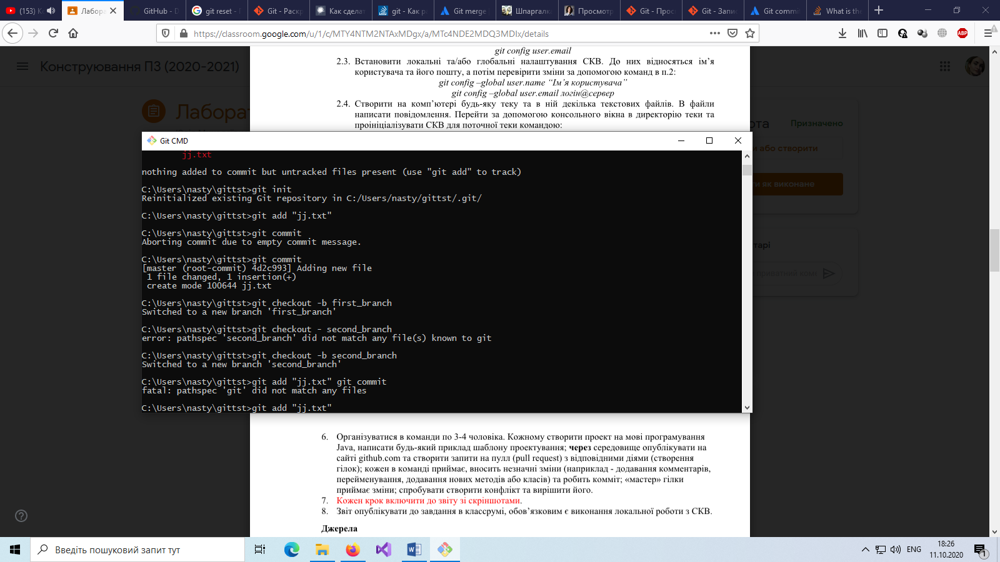 (153) Ко
Лабора
GitHub - D
git reset - П
Git - Раскр
Как сделат
git - Как р
Git merge
Шпаргалк
Просмотр
Git - Прос
Git - Запис
Git commi
What is the
https://classroom.google.com/u/1/c/MTY4NTM2NTAxMDgx/a/MTc4NDE2MDQ3MDIx/details
ABP
Конструювання ПЗ (2020-2021)
Лаборат
ота
Призначено
и або створити
ти як виконане
тарі
приватний коме
git config user.email
2.3. Встановити локальні та/або глобальні налаштування СКВ. До них відносяться ім’я
користувача та його пошту, а потім перевірити зміни за допомогою команд в п.2:
git config –global user.name “Ім’я користувача”
git config –global user.email логін@сервер
2.4. Створити на комп’ютері будь-яку теку та в ній декілька текстових файлів. В файли
написати повідомлення. Перейти за допомогою консольного вікна в директорію теки та
проініціалізувати СКВ для поточної теки командою:
Git CMD
jj.txt
nothing added to commit but untracked files present (use "git add" to track)
C:\Users\nasty\gittst>git init
Reinitialized existing Git repository in C:/Users/nasty/gittst/.git/
C:\Users\nasty\gittst>git add "jj.txt"
C:\Users\nasty\gittst>git commit
Aborting commit due to empty commit message.
C:\Users\nasty\gittst>git commit
[master (root-commit) 4d2c993] Adding new file
1 file changed, 1 insertion(+)
create mode 100644 jj.txt
C:\Users\nasty\gittst>git checkout -b first_branch
Switched to a new branch 'first_branch'
C:\Users\nasty\gittst>git checkout - second_branch
error: pathspec 'second_branch' did not match any file(s) known to git
C:\Users\nasty\gittst>git checkout -b second_branch
Switched to a new branch 'second_branch'
C:\Users\nasty\gittst>git add "jj.txt" git commit
fatal: pathspec 'git' did not match any files
C:\Users\nasty\gittst>git add "jj.txt"
6. Організуватися в команди по 3-4 чоловіка. Кожному створити проект на мові програмування
Java, написати будь-який приклад шаблону проектування; через середовище опублікувати на
сайті github.com та створити запити на пулл (pull request) з відповідними діями (створення
гілок); кожен в команді приймає, вносить незначні зміни (наприклад - додавання комментарів,
перейменування, додавання нових методів або класів) та робить комміт; «мастер» гілки
приймає зміни; спробувати створити конфлікт та вирішити його.
7. Кожен крок включити до звіту зі скріншотами.
8. Звіт опублікувати до завдання в классрумі, обов’язковим є виконання локальної роботи з СКВ.
Джерела
Введіть пошуковий запит тут
ENG
18:26
11.10.2020
1